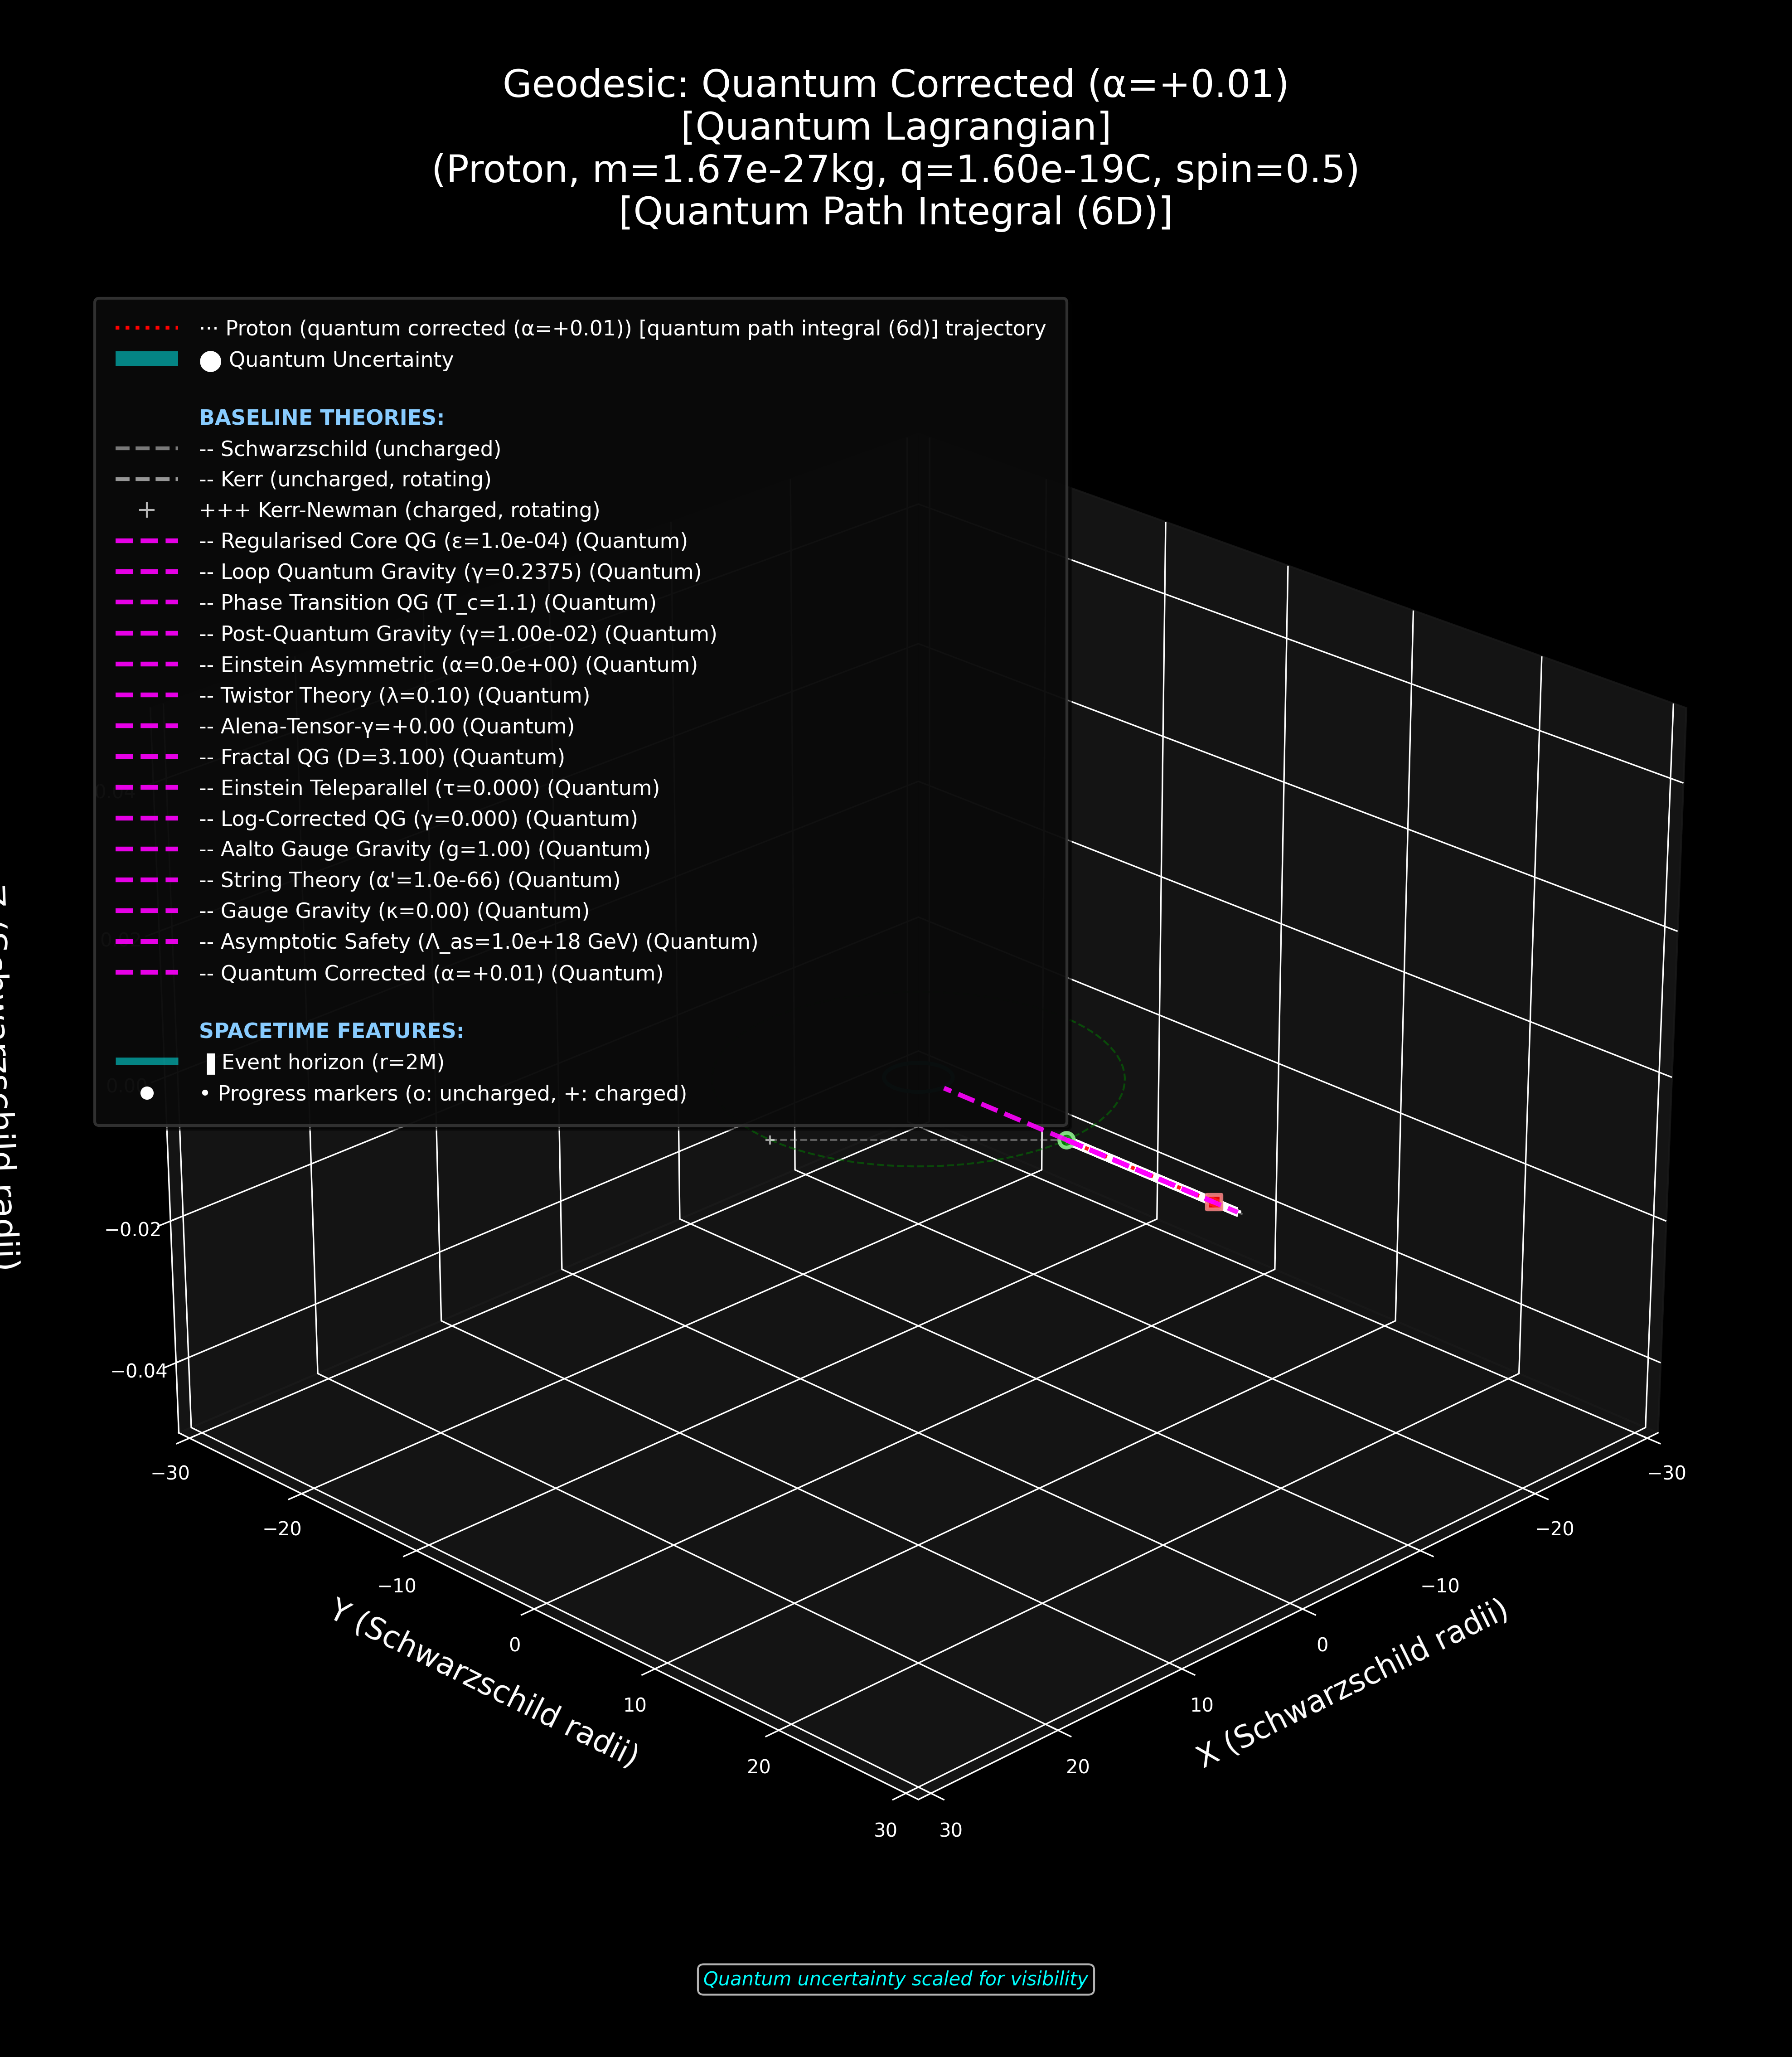 Geodesic: Quantum Corrected (α=+0.01)
[Quantum Lagrangian]
(Proton, m=1.67e-27kg, q=1.60e-19C, spin=0.5)
[Quantum Path Integral (6D)]
··· Proton (quantum corrected (α=+0.01)) [quantum path integral (6d)] trajectory
● Quantum Uncertainty
BASELINE THEORIES:
-- Schwarzschild (uncharged)
-- Kerr (uncharged, rotating)
+++ Kerr-Newman (charged, rotating)
-- Regularised Core QG (ε=1.0e-04) (Quantum)
-- Loop Quantum Gravity (γ=0.2375) (Quantum)
-- Phase Transition QG (T_c=1.1) (Quantum)
-- Post-Quantum Gravity (γ=1.00e-02) (Quantum)
-- Einstein Asymmetric (α=0.0e+00) (Quantum)
-- Twistor Theory (λ=0.10) (Quantum)
-- Alena-Tensor-γ=+0.00 (Quantum)
-- Fractal QG (D=3.100) (Quantum)
-- Einstein Teleparallel (τ=0.000) (Quantum)
-- Log-Corrected QG (γ=0.000) (Quantum)
-- Aalto Gauge Gravity (g=1.00) (Quantum)
-- String Theory (α'=1.0e-66) (Quantum)
-- Gauge Gravity (κ=0.00) (Quantum)
-- Asymptotic Safety (Λ_as=1.0e+18 GeV) (Quantum)
-- Quantum Corrected (α=+0.01) (Quantum)
SPACETIME FEATURES:
▐ Event horizon (r=2M)
• Progress markers (o: uncharged, +: charged)
Z (Schwarzschild radii)
−0.02
−0.04
−30
−20
−10
0
10
20
30
Y (Schwarzschild radii)
−30
−20
−10
0
10
20
30
X (Schwarzschild radii)
Quantum uncertainty scaled for visibility